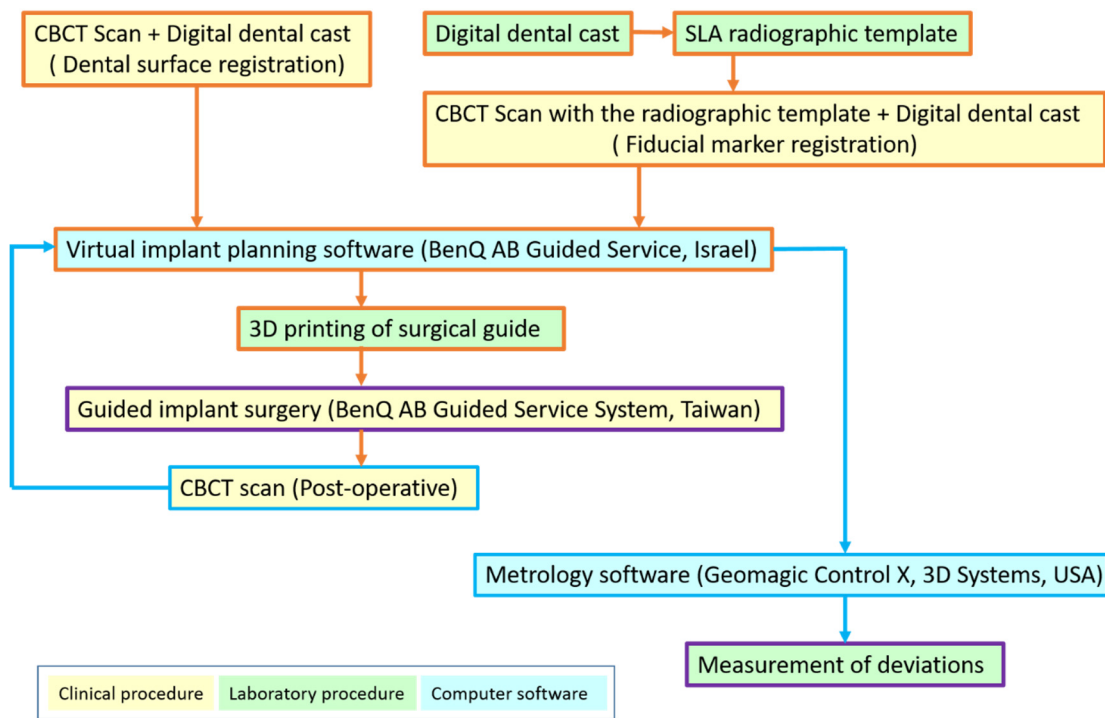 CBCT Scan + Digital dental cast
( Dental surface registration)
Digital dental cast
SLA radiographic template
CBCT Scan with the radiographic template + Digital dental cast
( Fiducial marker registration)
Virtual implant planning software (BenQ AB Guided Service, Israel)
3D printing of surgical guide
Guided implant surgery (BenQ AB Guided Service System, Taiwan)
CBCT scan (Post-operative)
Metrology software (Geomagic Control X, 3D Systems, USA)
Measurement of deviations
Clinical procedure
Laboratory procedure
Computer software